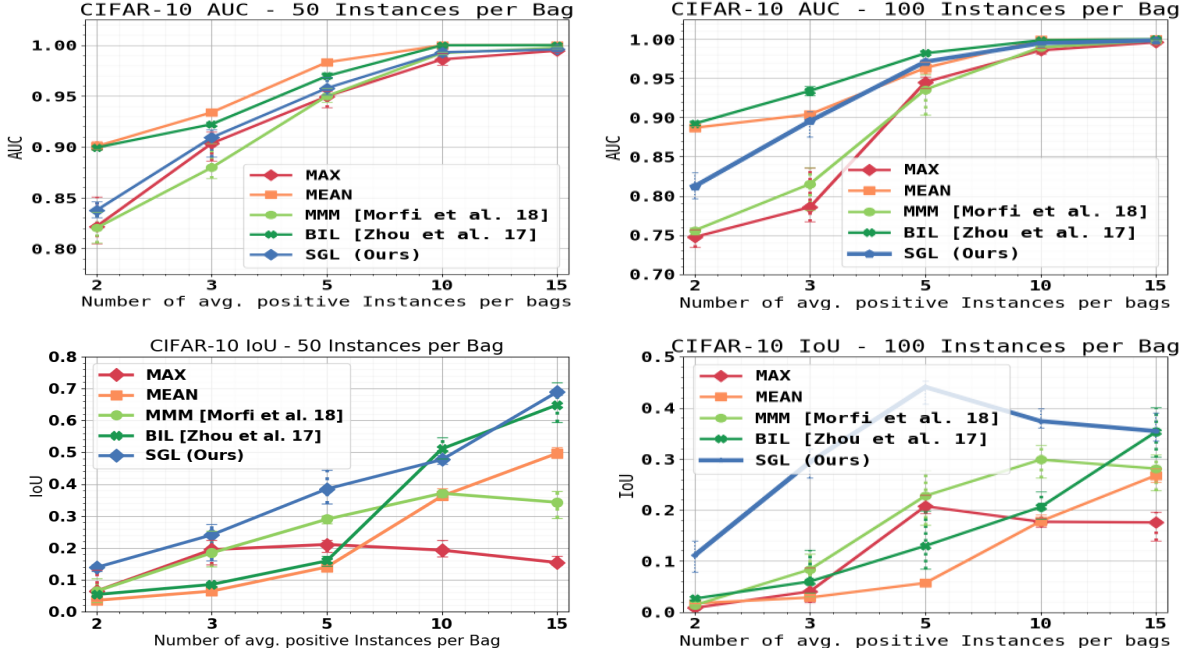 CIFAR-10 AUC - 50 Instances per Bag
1.00
0.95
0.90
0.85
0.80
AUC
MAX
MEAN
MMM [Morfi et al. 18]
BIL [Zhou et al. 17]
SGL (Ours)
2 3 5 10 15
Number of avg. positive Instances per bags
CIFAR-10 AUC - 100 Instances per Bag
1.00
0.95
0.90
0.85
0.80
0.75
0.70
AUC
MAX
MEAN
MMM [Morfi et al. 18]
BIL [Zhou et al. 17]
SGL (Ours)
2 3 5 10 15
Number of avg. positive Instances per bags
CIFAR-10 IoU - 50 Instances per Bag
0.8
0.7
0.6
0.5
0.4
0.3
0.2
0.1
0.0
IoU
MAX
MEAN
MMM [Morfi et al. 18]
BIL [Zhou et al. 17]
SGL (Ours)
2 3 5 10 15
Number of avg. positive Instances per Bag
CIFAR-10 IoU - 100 Instances per Bag
0.5
0.4
0.3
0.2
0.1
0.0
IoU
MAX
MEAN
MMM [Morfi et al. 18]
BIL [Zhou et al. 17]
SGL (Ours)
2 3 5 10 15
Number of avg. positive Instances per bags